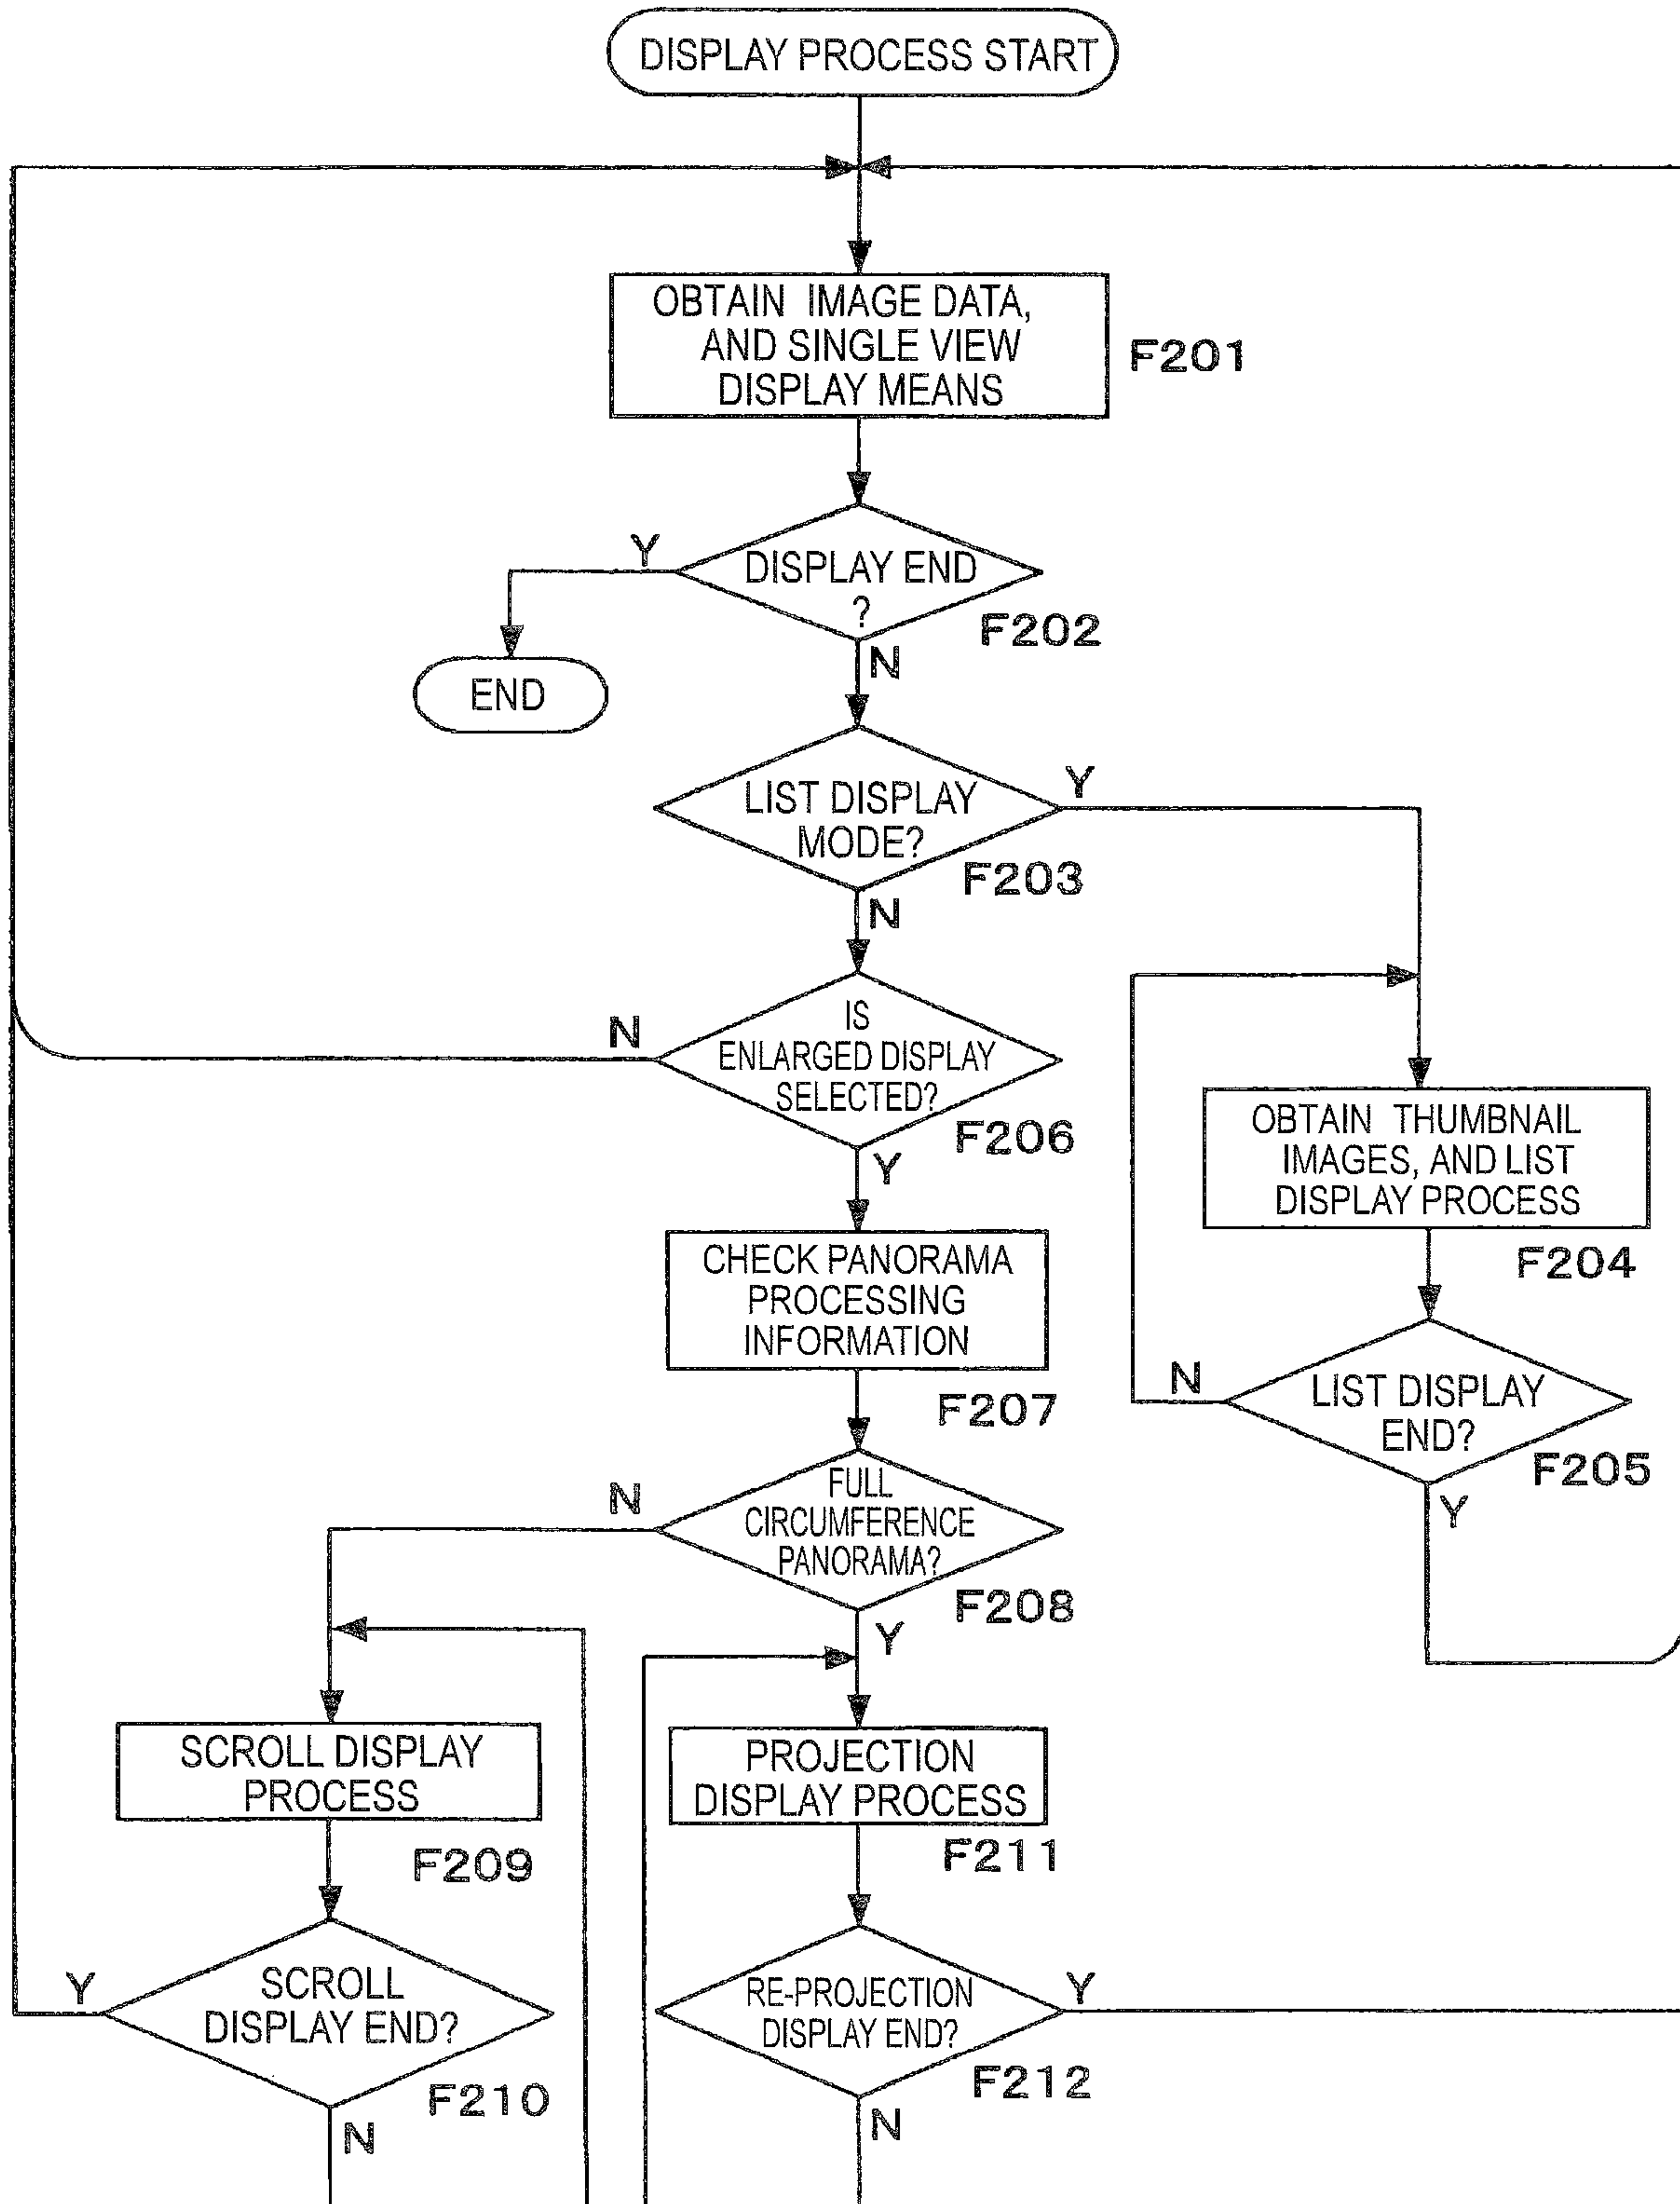 DISPLAY PROCESS START
OBTAIN IMAGE DATA,
AND SINGLE VIEW
DISPLAY MEANS
F201
Y
DISPLAY END
?
F202
N
END
LIST DISPLAY
MODE?
Y
F203
N
IS
ENLARGED DISPLAY
SELECTED?
N
F206
Y
OBTAIN THUMBNAIL
IMAGES, AND LIST
DISPLAY PROCESS
F204
CHECK PANORAMA
PROCESSING
INFORMATION
F207
N
LIST DISPLAY
END?
F205
Y
N
FULL
CIRCUMFERENCE
PANORAMA?
F208
Y
SCROLL DISPLAY
PROCESS
F209
PROJECTION
DISPLAY PROCESS
F211
Y
SCROLL
DISPLAY END?
F210
N
RE-PROJECTION
DISPLAY END?
Y
F212
N